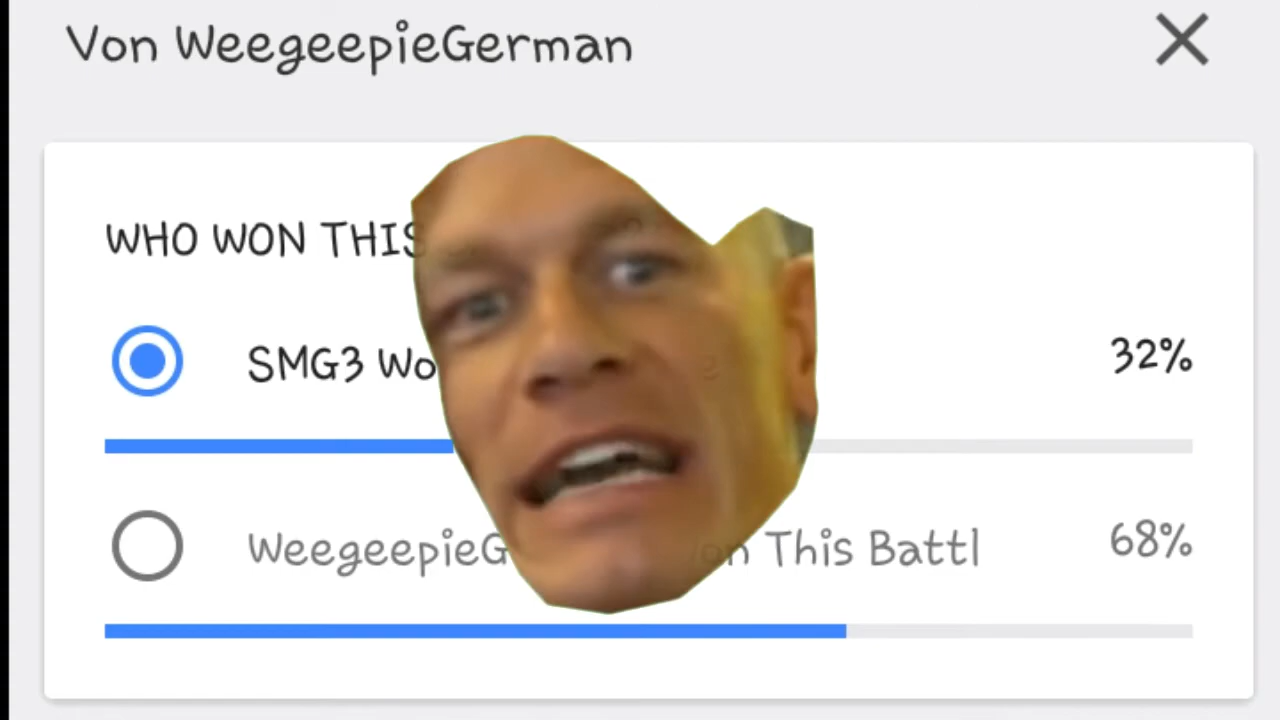 Von WeegeepieGerman
WHO WON THIS
SMG3 Wo
32%
WeegeepieG on This Battl
68%